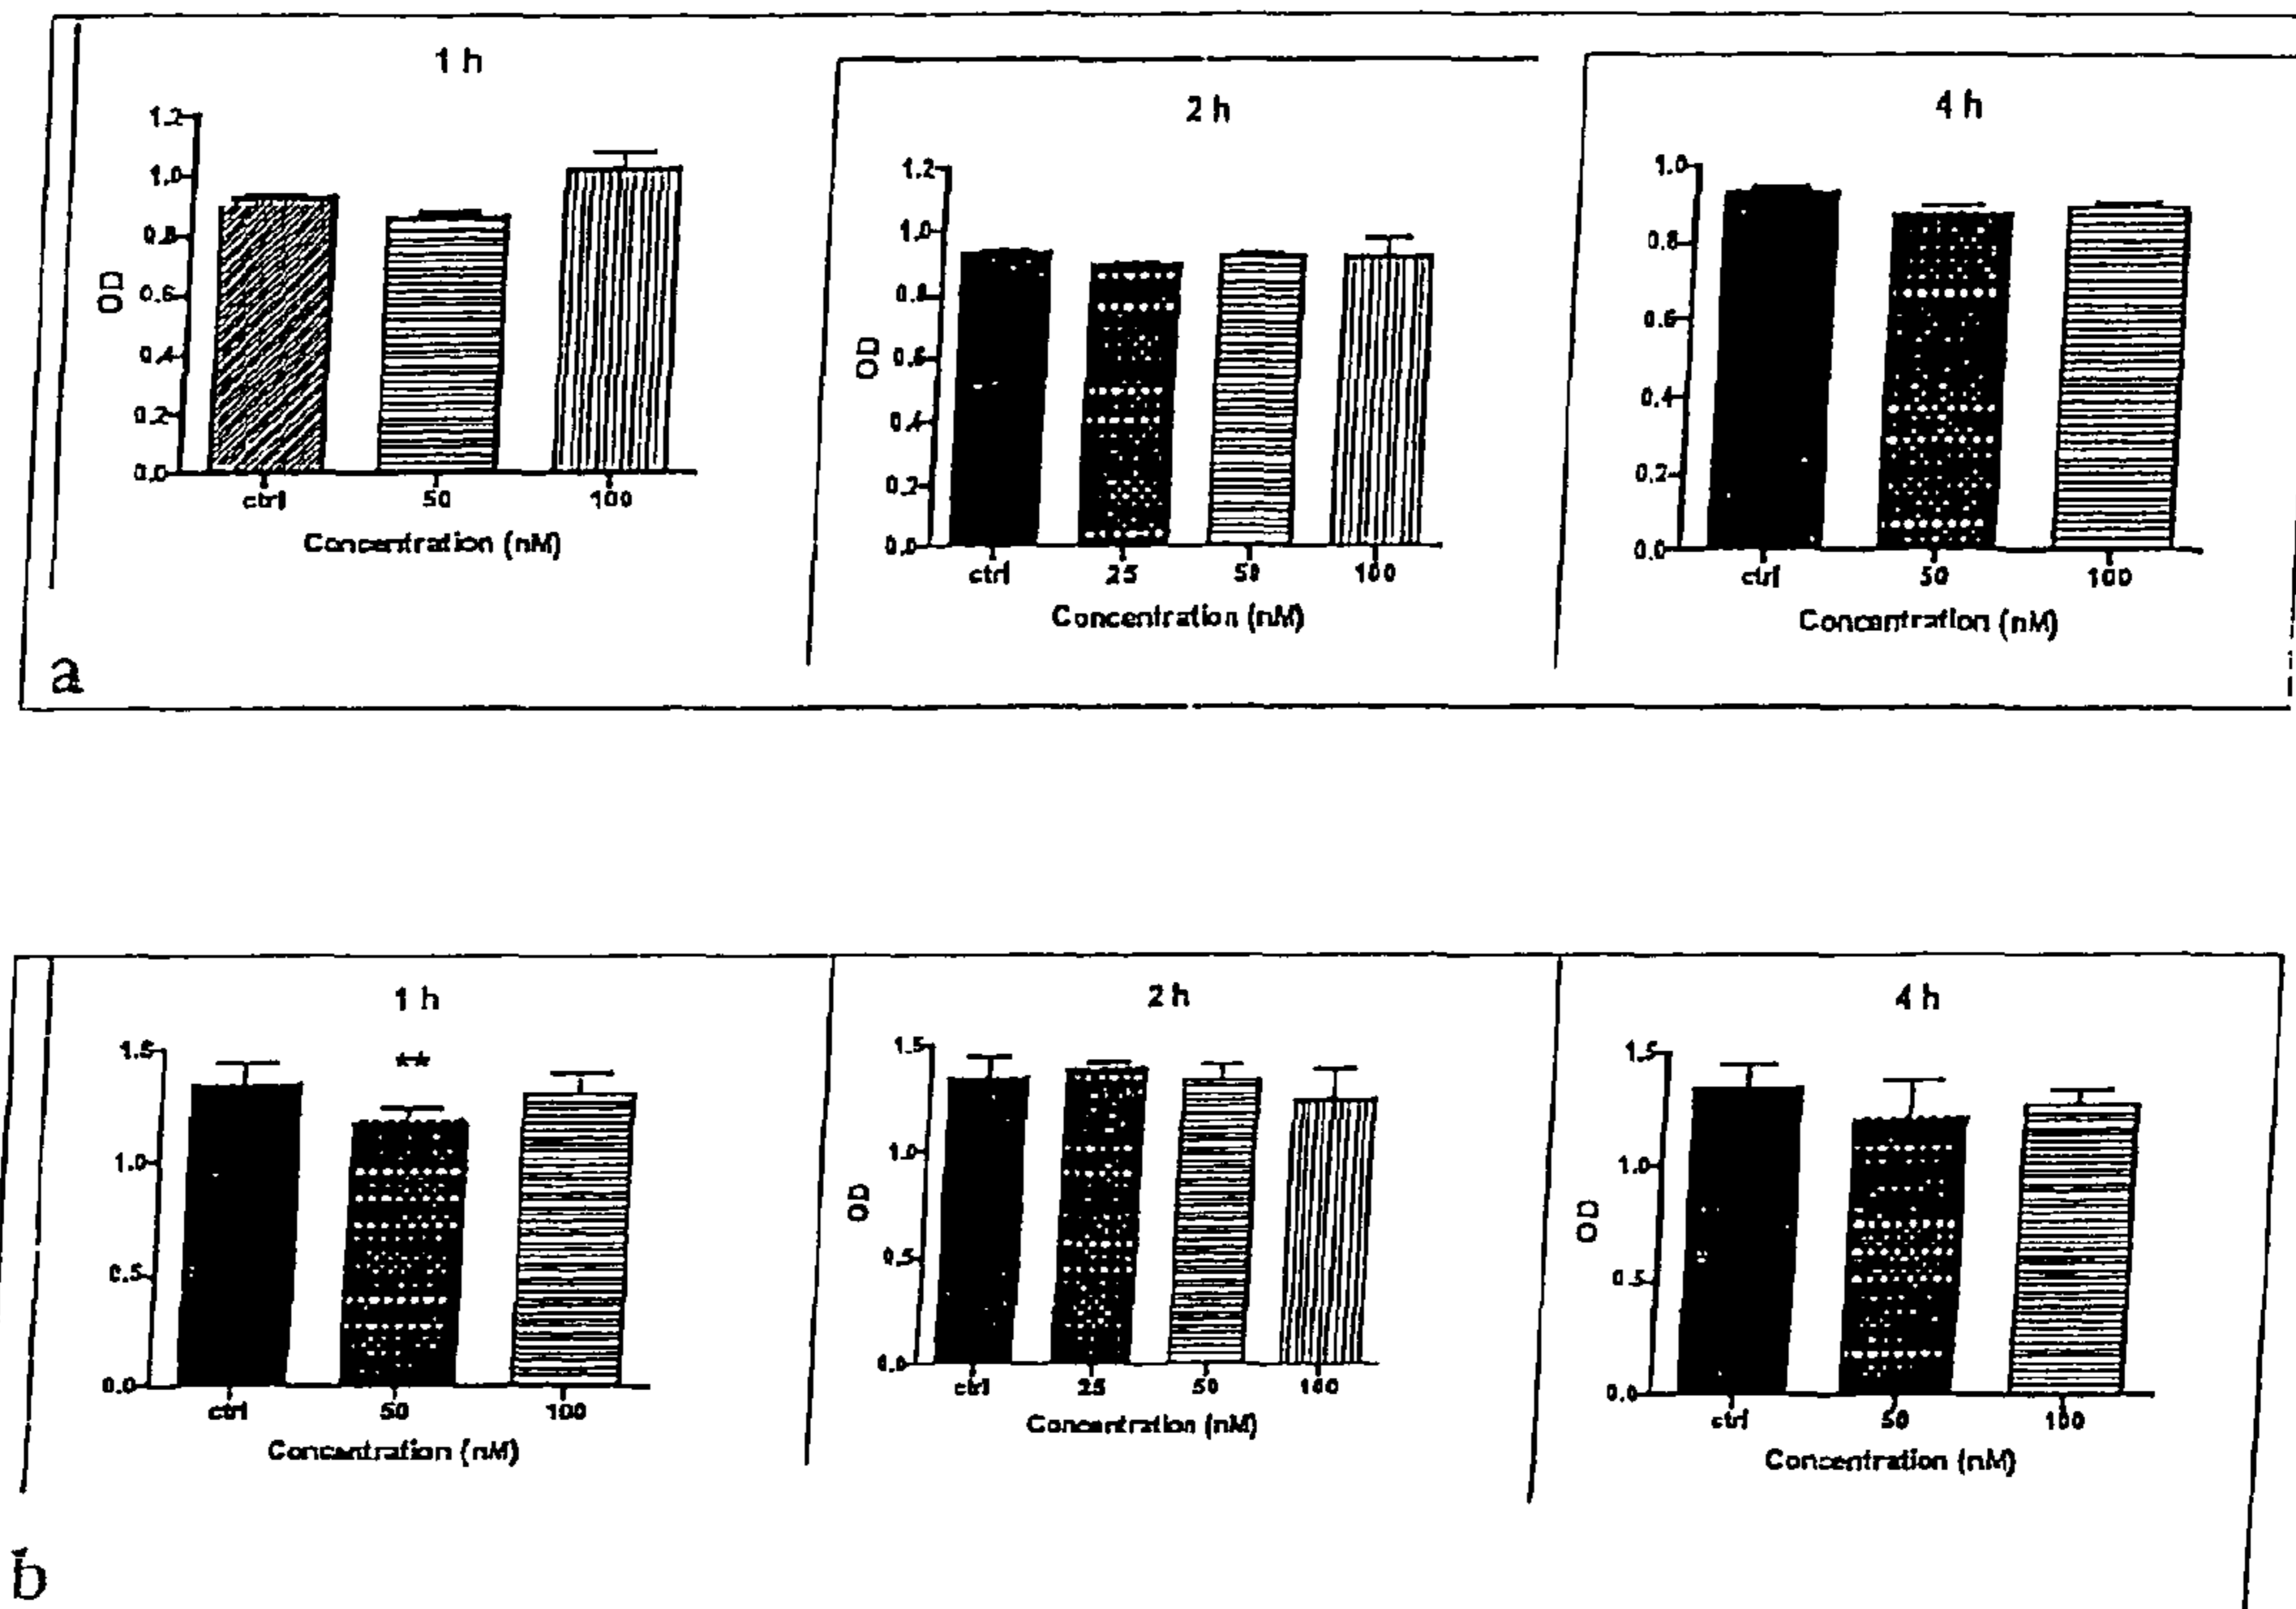 1 h
1.2
1.0
0.8
0.6
0.4
0.2
0.0
OD
ctrl 50 100
Concentration (nM)
2 h
1.2
1.0
0.8
0.6
0.4
0.2
0.0
OD
ctrl 25 50 100
Concentration (nM)
4 h
1.0
0.8
0.6
0.4
0.2
0.0
ctrl 50 100
Concentration (nM)
a
1 h
**
1.5
1.0
0.5
0.0
ctrl 50 100
Concentration (nM)
2 h
1.5
1.0
0.5
0.0
OD
ctrl 25 50 100
Concentration (nM)
4 h
1.5
1.0
0.5
0.0
OD
ctrl 50 100
Concentration (nM)
b